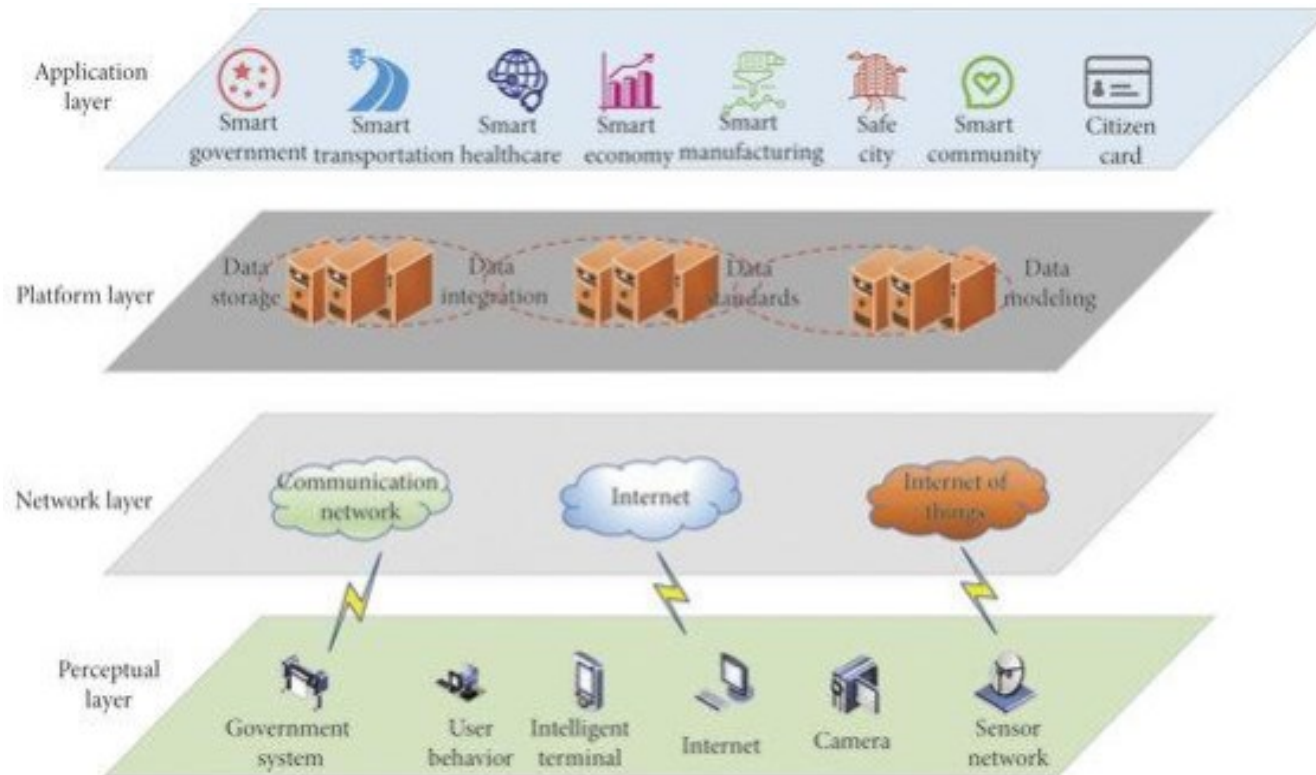 Application
layer
Smart
government
Smart
transportation
Smart
healthcare
Smart
economy
Smart
manufacturing
Safe
city
Smart
community
Citizen
card
Platform layer
Data
storage
Data
integration
Data
standards
Data
modeling
Network layer
Communication
network
Internet
Internet of
things
Perceptual
layer
Government
system
User
behavior
Intelligent
terminal
Internet
Camera
Sensor
network